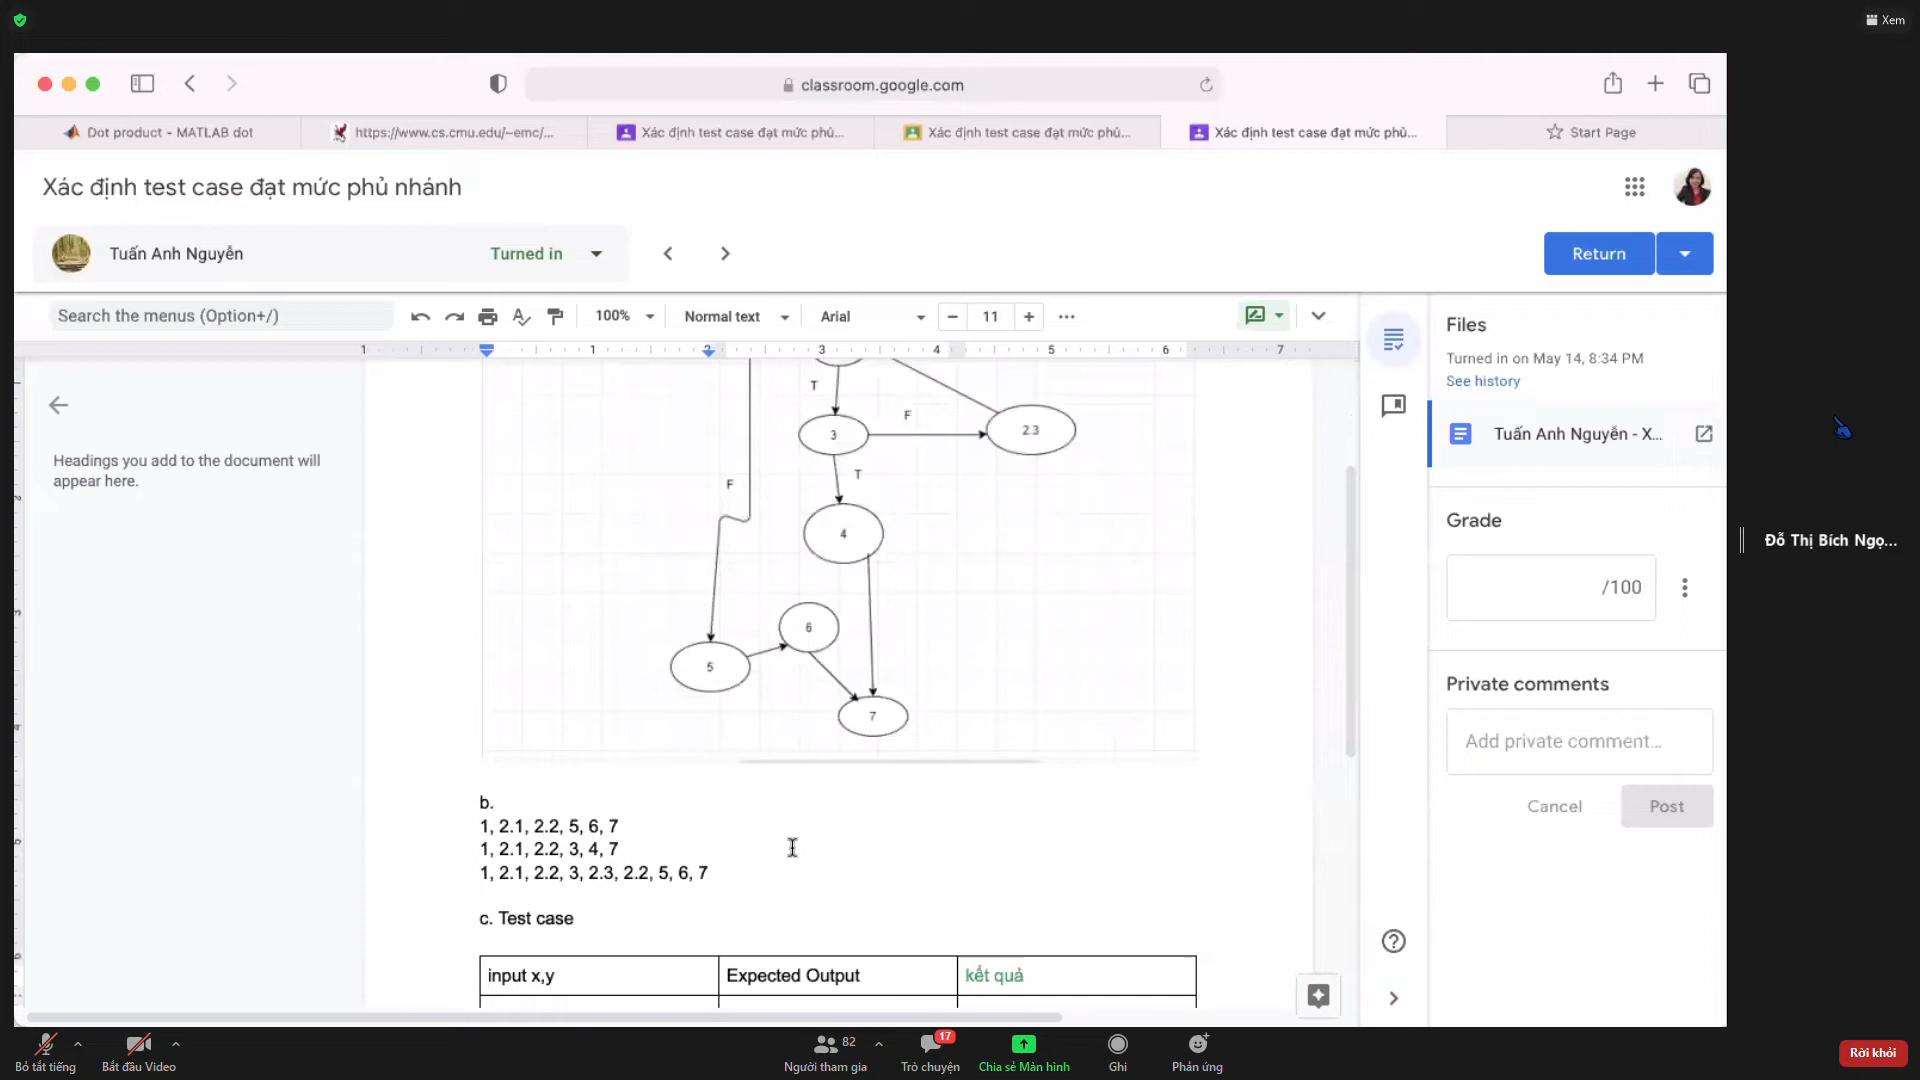 Xem
classroom.google.com
Dot product - MATLAB dot
https://www.cs.cmu.edu/~emc/...
Xác định test case đạt mức phủ...
Xác định test case đạt mức phủ...
Xác định test case đạt mức phủ...
Start Page
Xác định test case đạt mức phủ nhánh
Tuấn Anh Nguyễn
Turned in
Return
Search the menus (Option+/)
100%
Normal text
Arial
11
1 1 2 3 4 5 6 7
Headings you add to the document will
appear here.
T
3
F
2.3
T
F
4
6
5
7
b.
1, 2.1, 2.2, 5, 6, 7
1, 2.1, 2.2, 3, 4, 7
1, 2.1, 2.2, 3, 2.3, 2.2, 5, 6, 7
c. Test case
input x,y
Expected Output
kết quả
Files
Turned in on May 14, 8:34 PM
See history
Tuấn Anh Nguyễn - X...
Grade
/100
Private comments
Add private comment...
Cancel
Post
Đỗ Thị Bích Ngọ...
Bỏ tắt tiếng
Bắt đầu Video
82
Người tham gia
17
Trò chuyện
Chia sẻ Màn hình
Ghi
Phản ứng
Rời khỏi